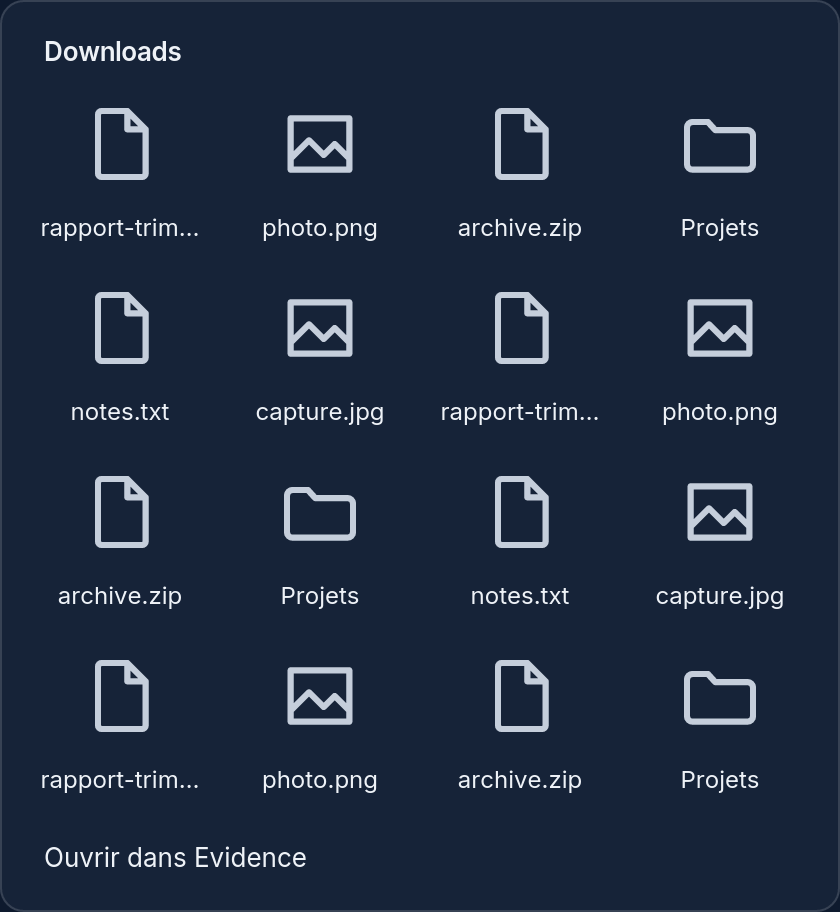 Downloads
rapport-trim... photo.png archive.zip Projets
notes.txt capture.jpg rapport-trim... photo.png
archive.zip Projets notes.txt capture.jpg
rapport-trim... photo.png archive.zip Projets
Ouvrir dans Evidence